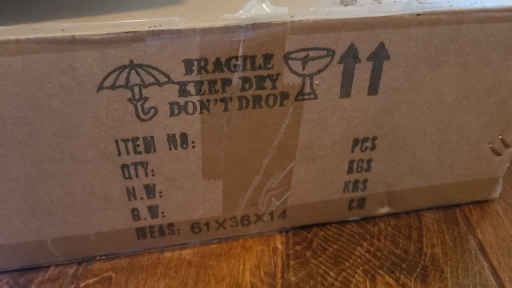 FRAGILE
KEEP DRY
DON'T DROP
ITEM NO:
PCS
QTY:
KGS
N.W:
KGS
G.W:
CM
MEAS: 61X36X14